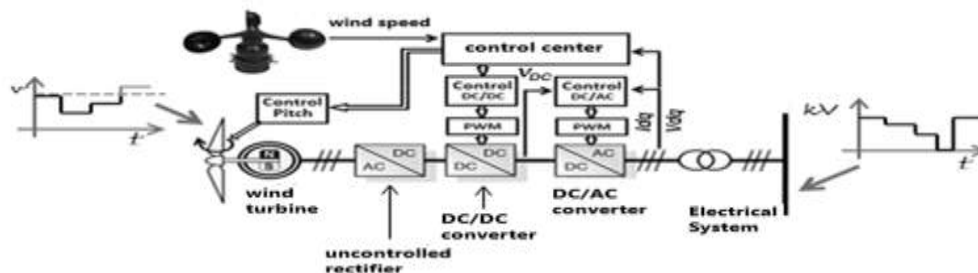 wind speed
control center
V_DC
Control
DC/DC
Control
DC/AC
Control
Pitch
PWM
PWM
Idq
Vdq
v
t
kV
t
N
S
AC
DC
DC
DC
DC
AC
wind
turbine
uncontrolled
rectifier
DC/DC
converter
DC/AC
converter
Electrical
System